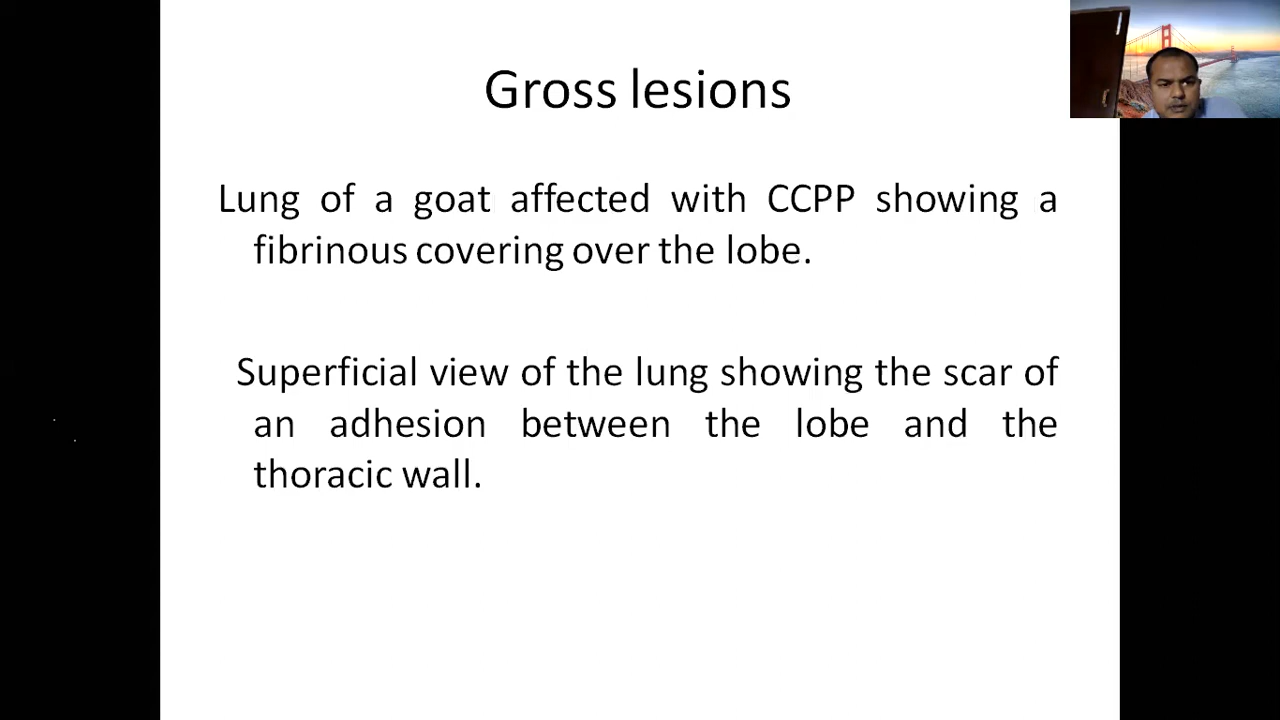 Gross lesions
Lung of a goat affected with CCPP showing a
fibrinous covering over the lobe.
Superficial view of the lung showing the scar of
an adhesion between the lobe and the
thoracic wall.